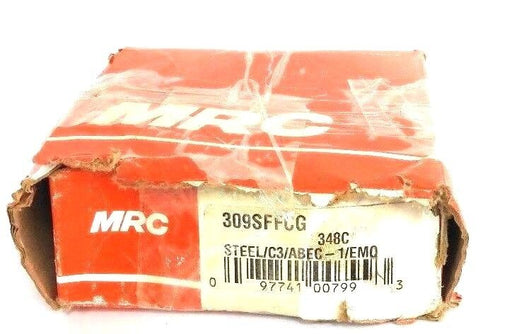 MRC
MRC
309SFFCG
348C
STEEL/C3/ABEC-1/EMQ
0 97741 00799 3